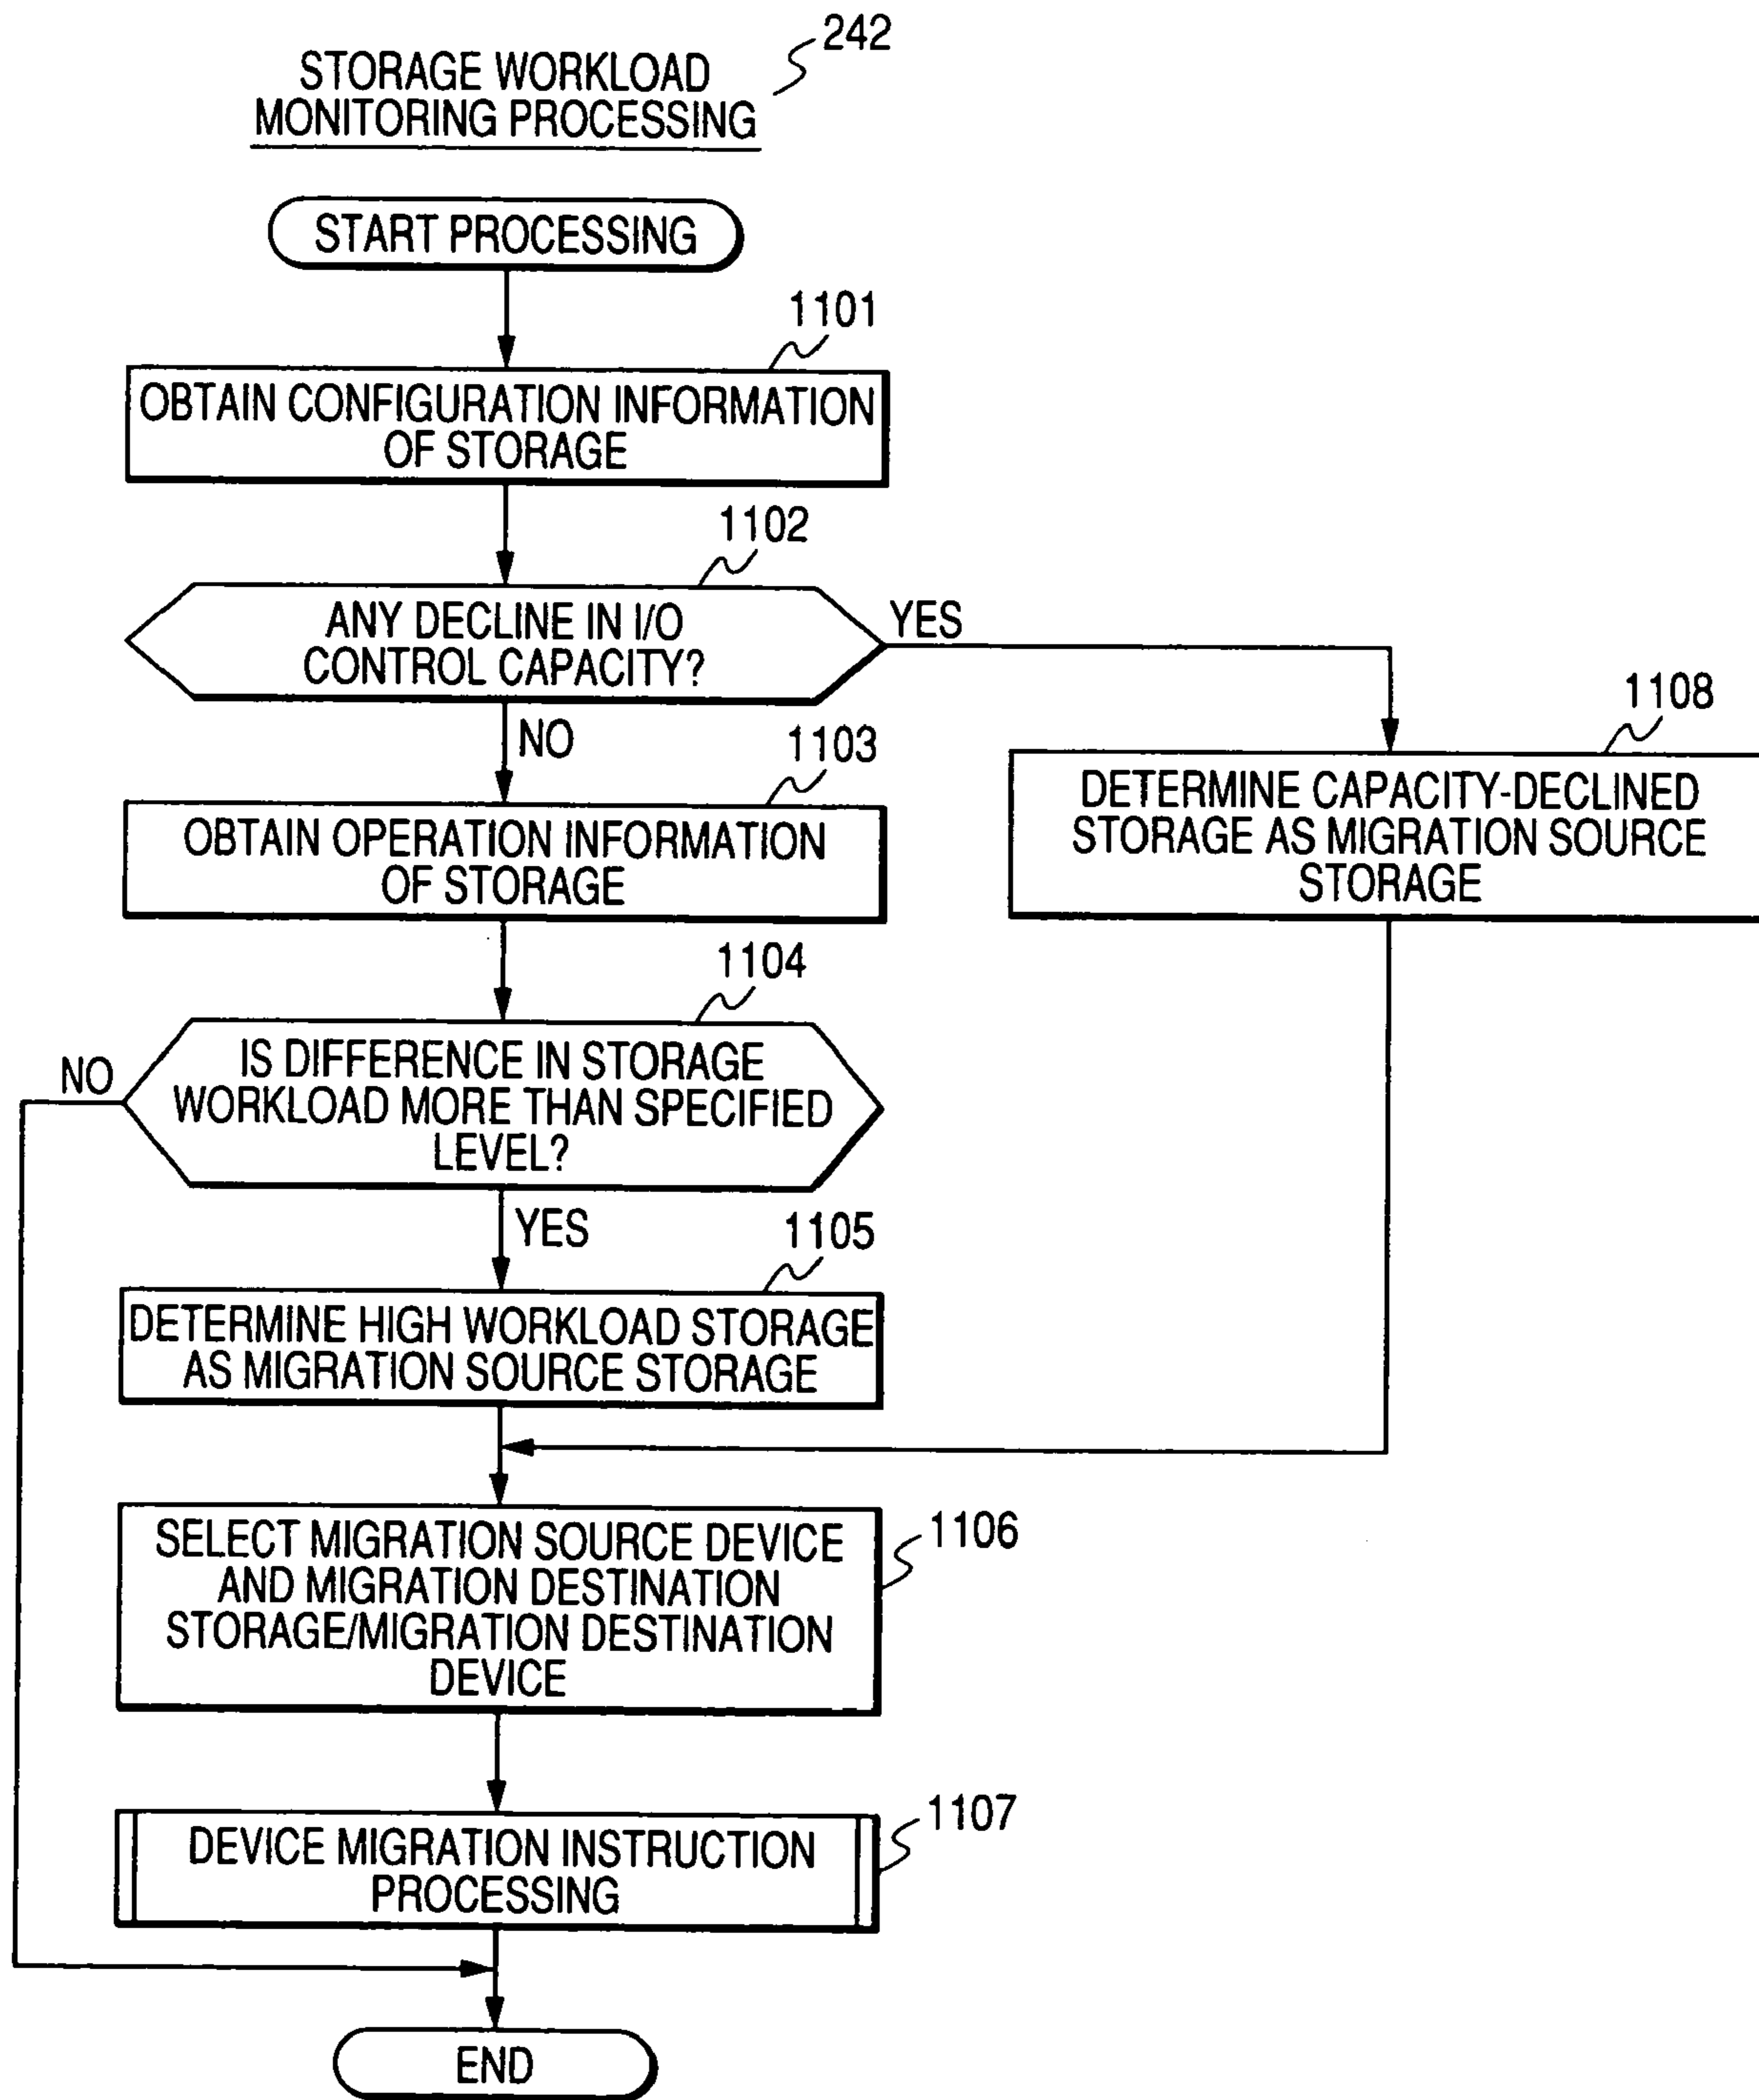 242
STORAGE WORKLOAD
MONITORING PROCESSING
START PROCESSING
1101
OBTAIN CONFIGURATION INFORMATION
OF STORAGE
1102
ANY DECLINE IN I/O
CONTROL CAPACITY?
YES
NO
1108
DETERMINE CAPACITY-DECLINED
STORAGE AS MIGRATION SOURCE
STORAGE
1103
OBTAIN OPERATION INFORMATION
OF STORAGE
1104
IS DIFFERENCE IN STORAGE
WORKLOAD MORE THAN SPECIFIED
LEVEL?
NO
YES
1105
DETERMINE HIGH WORKLOAD STORAGE
AS MIGRATION SOURCE STORAGE
1106
SELECT MIGRATION SOURCE DEVICE
AND MIGRATION DESTINATION
STORAGE/MIGRATION DESTINATION
DEVICE
1107
DEVICE MIGRATION INSTRUCTION
PROCESSING
END